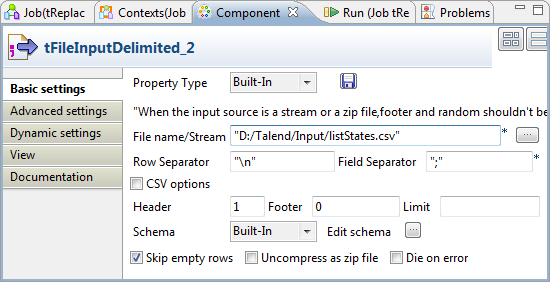 Job(tReplac Contexts(Job Component Run (Job tRe Problems
tFileInputDelimited_2
Basic settings
Advanced settings
Dynamic settings
View
Documentation
Property Type Built-In
"When the input source is a stream or a zip file,footer and random shouldn't be
File name/Stream "D:/Talend/Input/listStates.csv" * ...
Row Separator "\n" Field Separator ";" *
CSV options
Header 1 Footer 0 Limit
Schema Built-In Edit schema ...
Skip empty rows Uncompress as zip file Die on error